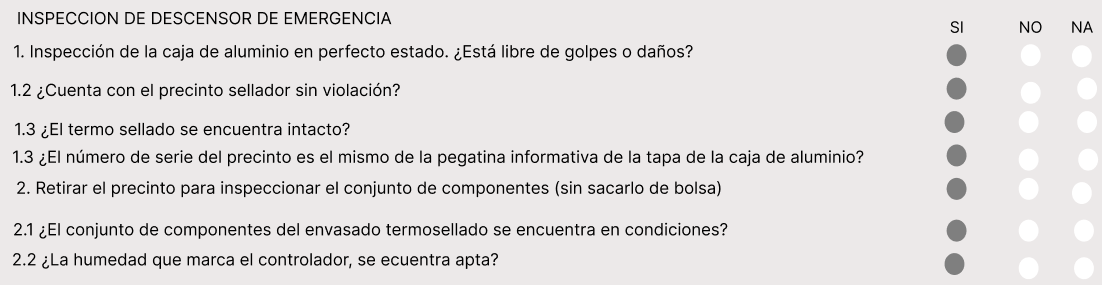 INSPECCION DE DESCENSOR DE EMERGENCIA
SI NO NA
1. Inspección de la caja de aluminio en perfecto estado. ¿Está libre de golpes o daños?
1.2 ¿Cuenta con el precinto sellador sin violación?
1.3 ¿El termo sellado se encuentra intacto?
1.3 ¿El número de serie del precinto es el mismo de la pegatina informativa de la tapa de la caja de aluminio?
2. Retirar el precinto para inspeccionar el conjunto de componentes (sin sacarlo de bolsa)
2.1 ¿El conjunto de componentes del envasado termosellado se encuentra en condiciones?
2.2 ¿La humedad que marca el controlador, se ecuentra apta?